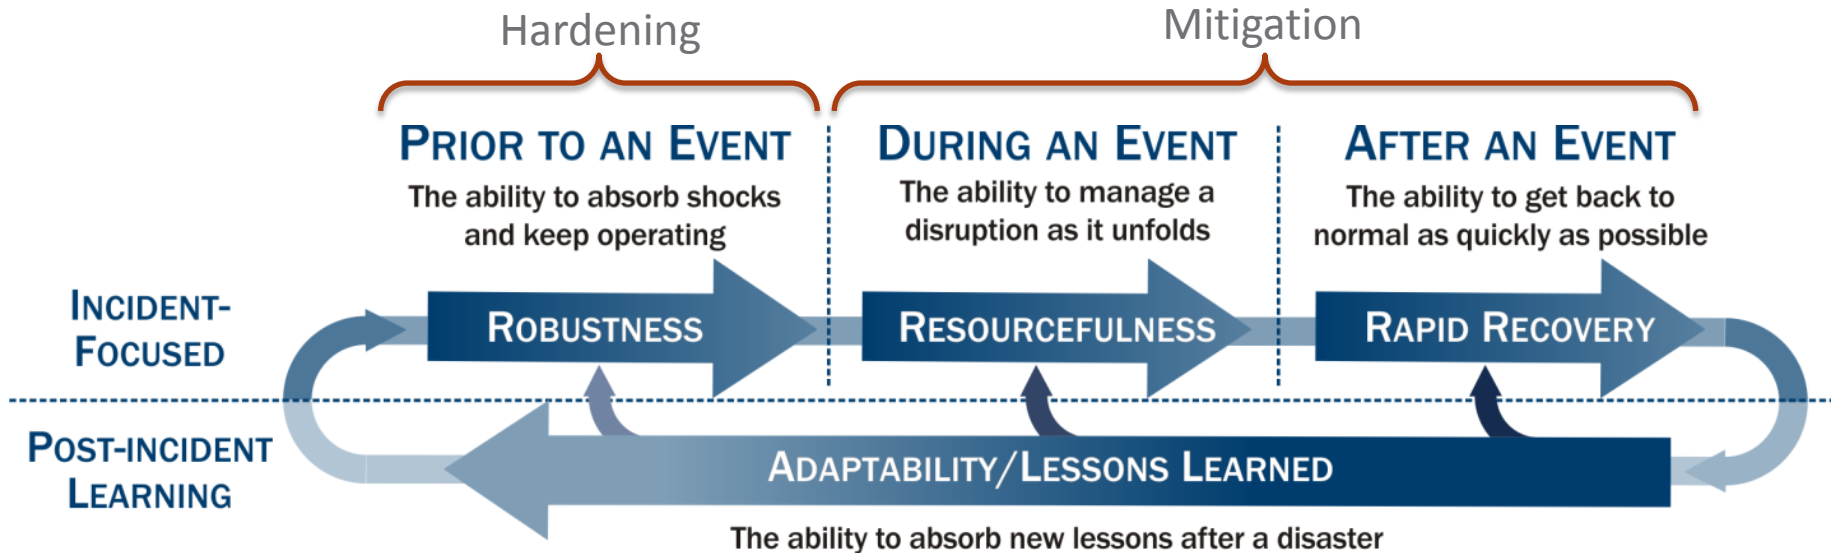 Hardening
Mitigation
PRIOR TO AN EVENT
The ability to absorb shocks
and keep operating
DURING AN EVENT
The ability to manage a
disruption as it unfolds
AFTER AN EVENT
The ability to get back to
normal as quickly as possible
INCIDENT-
FOCUSED
ROBUSTNESS
RESOURCEFULNESS
RAPID RECOVERY
POST-INCIDENT
LEARNING
ADAPTABILITY/LESSONS LEARNED
The ability to absorb new lessons after a disaster